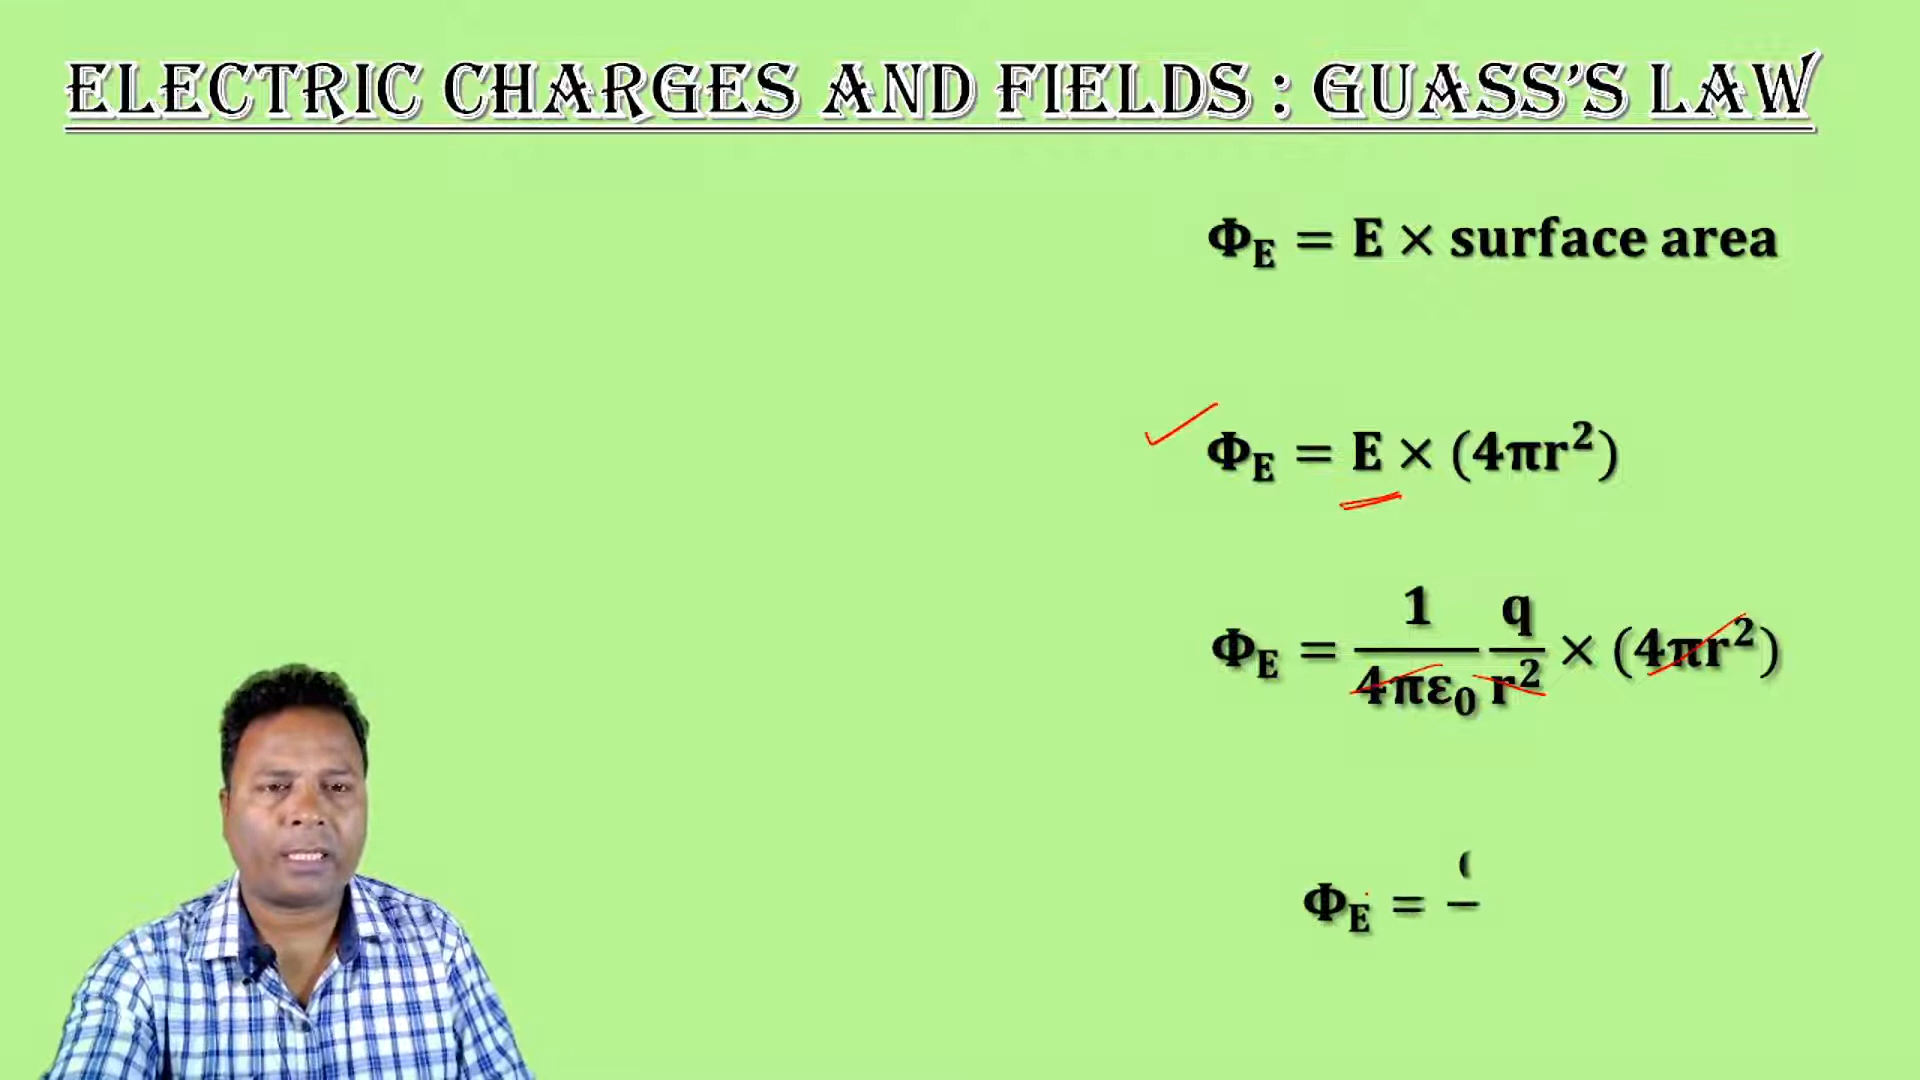 ELECTRIC CHARGES AND FIELDS : GUASS'S LAW
Φ_E = E × surface area
Φ_E = E × (4πr²)
Φ_E = 1/(4πε₀) q/r² × (4πr²)
Φ_E =